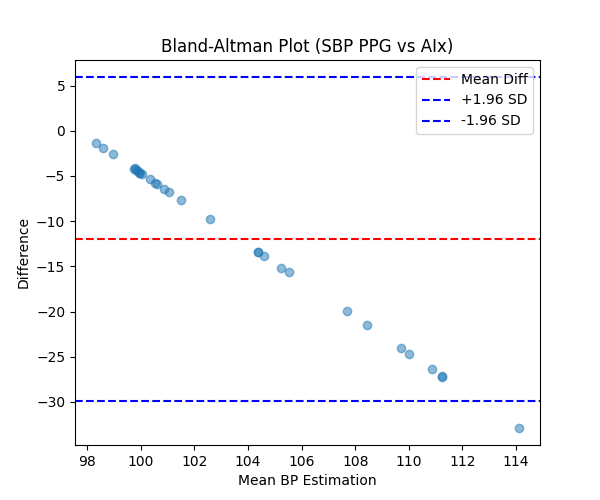 Bland-Altman Plot (SBP PPG vs AIx)
Mean Diff
+1.96 SD
-1.96 SD
5
0
−5
−10
−15
−20
−25
−30
Difference
98 100 102 104 106 108 110 112 114
Mean BP Estimation